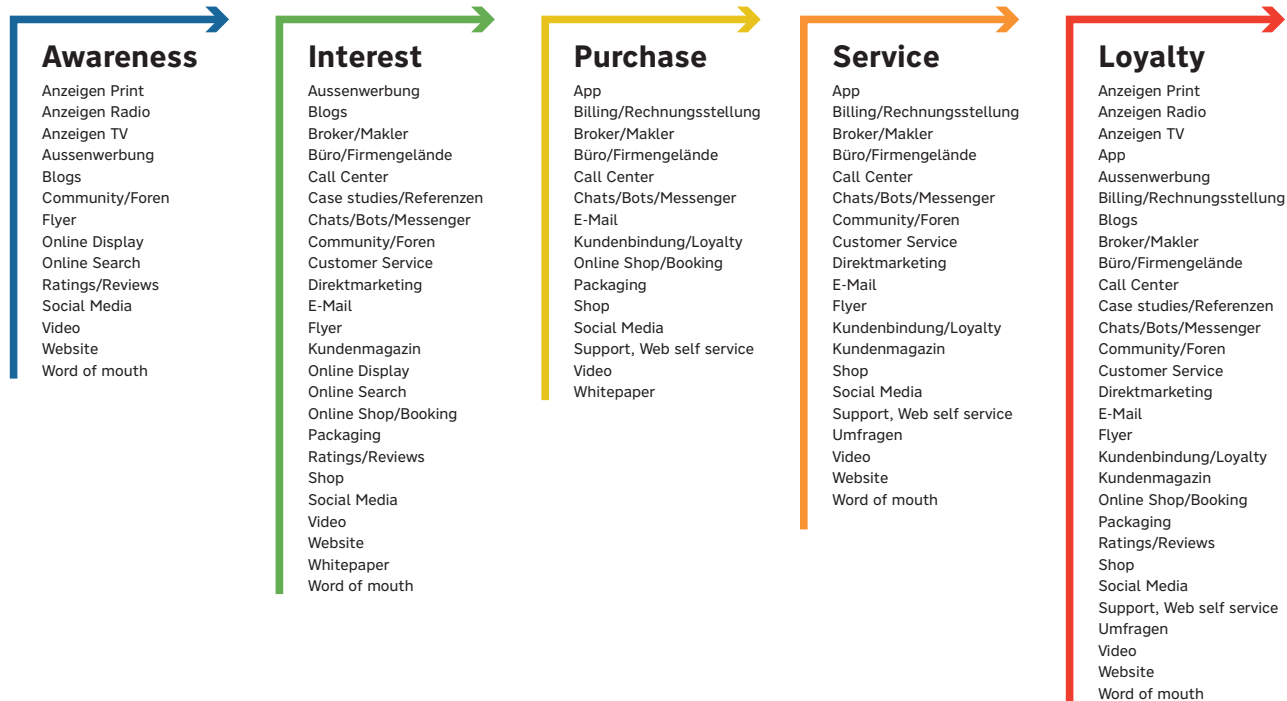 Awareness
Anzeigen Print
Anzeigen Radio
Anzeigen TV
Aussenwerbung
Blogs
Community/Foren
Flyer
Online Display
Online Search
Ratings/Reviews
Social Media
Video
Website
Word of mouth
Interest
Aussenwerbung
Blogs
Broker/Makler
Büro/Firmengelände
Call Center
Case studies/Referenzen
Chats/Bots/Messenger
Community/Foren
Customer Service
Direktmarketing
E-Mail
Flyer
Kundenmagazin
Online Display
Online Search
Online Shop/Booking
Packaging
Ratings/Reviews
Shop
Social Media
Video
Website
Whitepaper
Word of mouth
Purchase
App
Billing/Rechnungsstellung
Broker/Makler
Büro/Firmengelände
Call Center
Chats/Bots/Messenger
E-Mail
Kundenbindung/Loyalty
Online Shop/Booking
Packaging
Shop
Social Media
Support, Web self service
Video
Whitepaper
Service
App
Billing/Rechnungsstellung
Broker/Makler
Büro/Firmengelände
Call Center
Chats/Bots/Messenger
Community/Foren
Customer Service
Direktmarketing
E-Mail
Flyer
Kundenbindung/Loyalty
Kundenmagazin
Shop
Social Media
Support, Web self service
Umfragen
Video
Website
Word of mouth
Loyalty
Anzeigen Print
Anzeigen Radio
Anzeigen TV
App
Aussenwerbung
Billing/Rechnungsstellung
Blogs
Broker/Makler
Büro/Firmengelände
Call Center
Case studies/Referenzen
Chats/Bots/Messenger
Community/Foren
Customer Service
Direktmarketing
E-Mail
Flyer
Kundenbindung/Loyalty
Kundenmagazin
Online Shop/Booking
Packaging
Ratings/Reviews
Shop
Social Media
Support, Web self service
Umfragen
Video
Website
Word of mouth